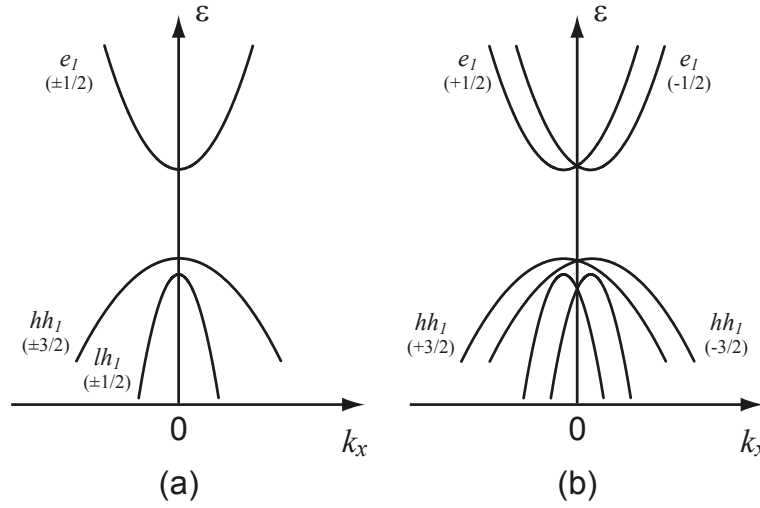 ε
e1
(±1/2)
hh1
(±3/2)
lh1
(±1/2)
0
kx
(a)
ε
e1
(+1/2)
e1
(-1/2)
hh1
(+3/2)
hh1
(-3/2)
0
kx
(b)